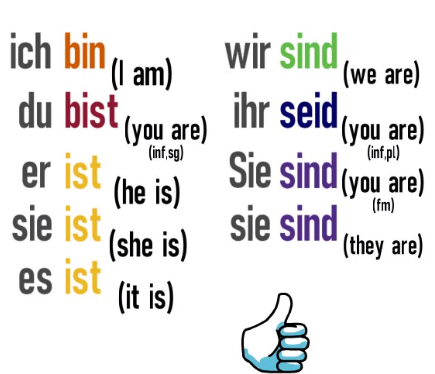 ich bin (I am)
du bist (you are)
(inf,sg)
er ist (he is)
sie ist (she is)
es ist (it is)
wir sind (we are)
ihr seid (you are)
(inf,pl)
Sie sind (you are)
(fm)
sie sind (they are)